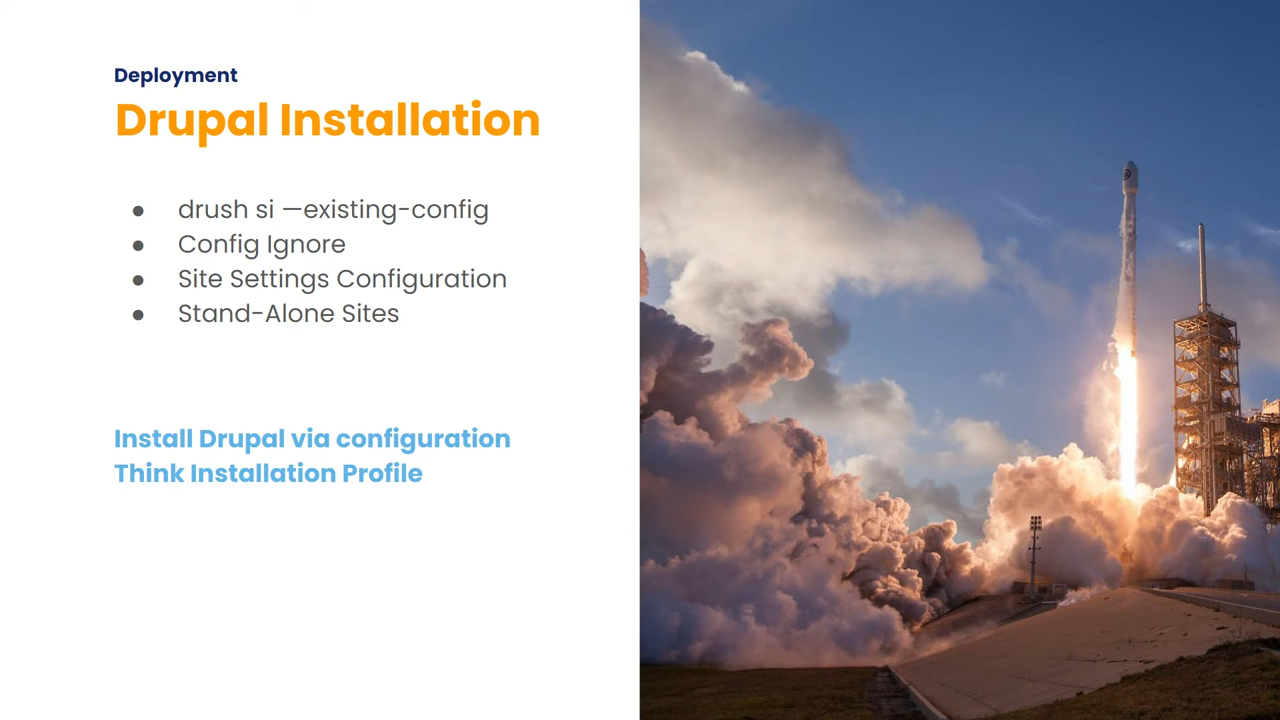 Deployment
Drupal Installation
● drush si —existing-config
● Config Ignore
● Site Settings Configuration
● Stand-Alone Sites
Install Drupal via configuration
Think Installation Profile